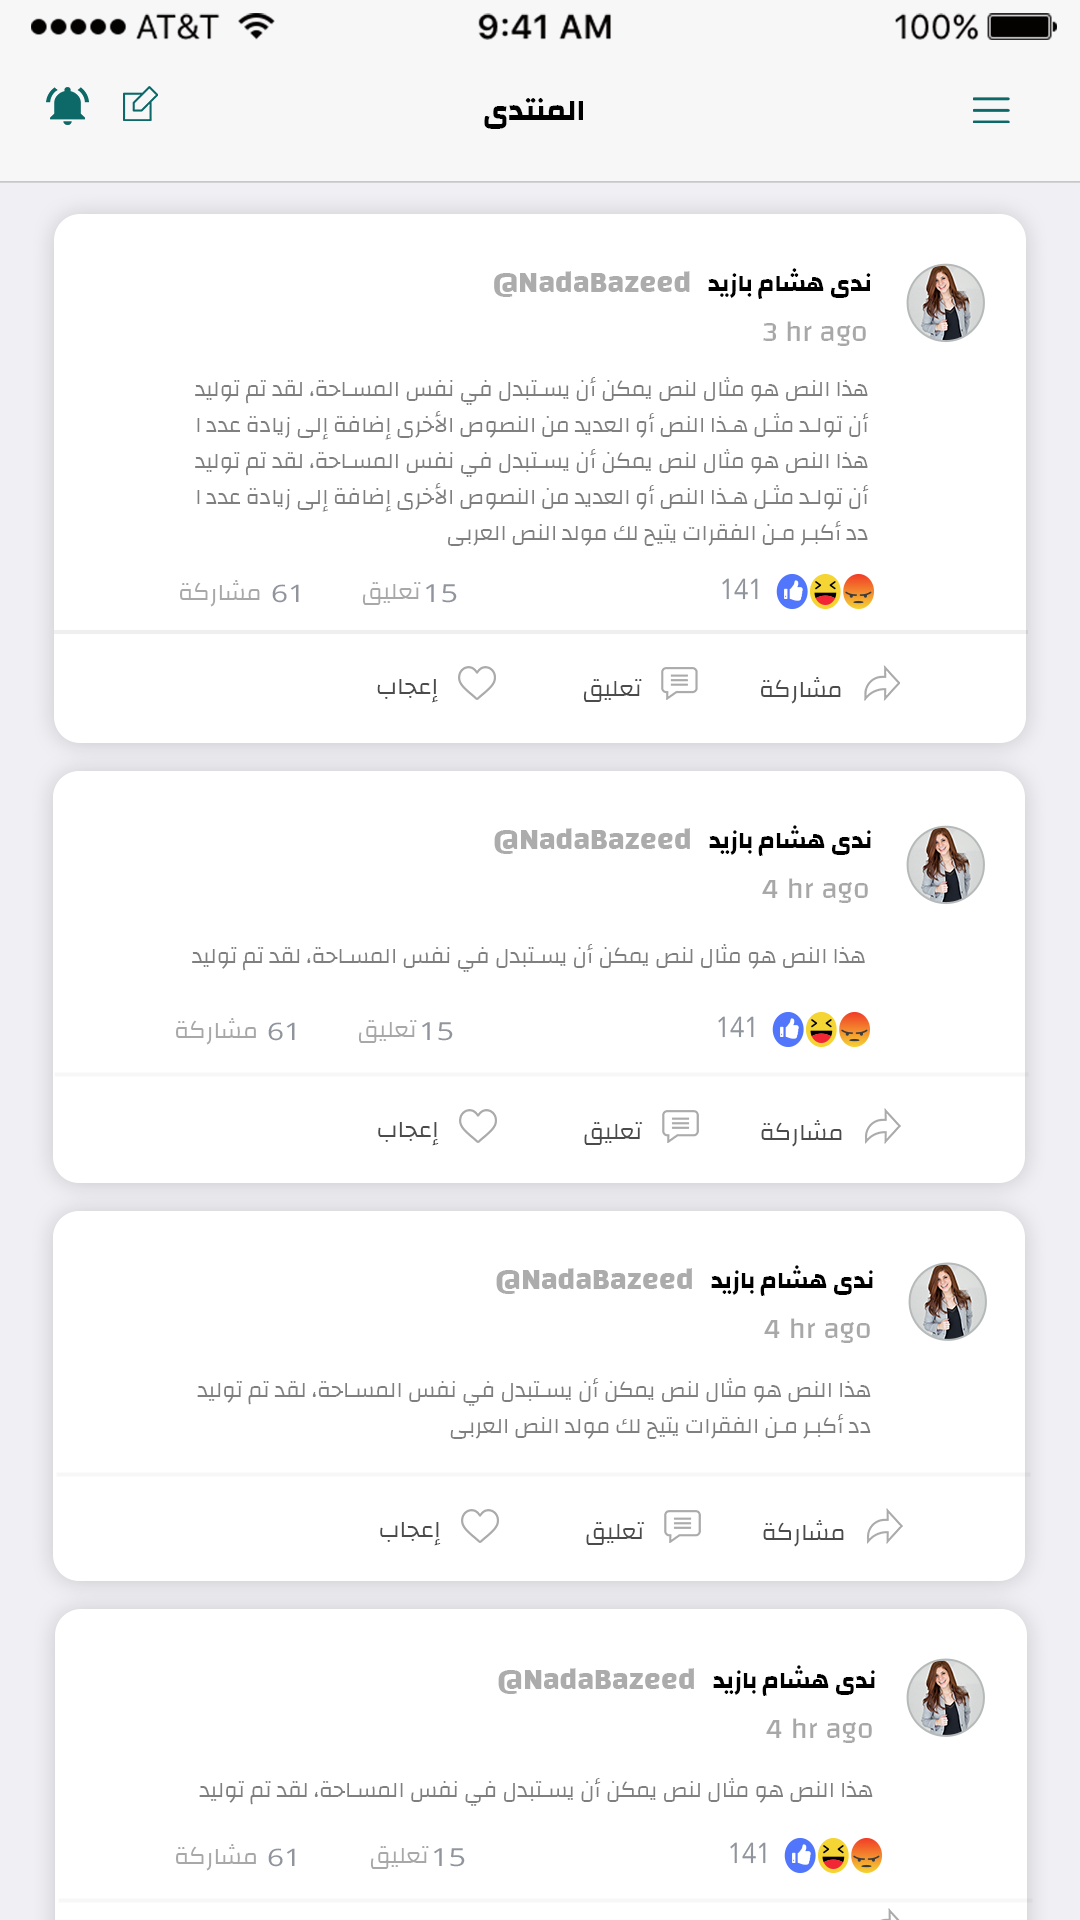 AT&T 9:41 AM 100%
المنتدى
ندى هشام بازيد @NadaBazeed
3 hr ago
هذا النص هو مثال لنص يمكن أن يستبدل في نفس المساحة، لقد تم توليد
أن تولد مثل هذا النص أو العديد من النصوص الأخرى إضافة إلى زيادة عدد ا
هذا النص هو مثال لنص يمكن أن يستبدل في نفس المساحة، لقد تم توليد
أن تولد مثل هذا النص أو العديد من النصوص الأخرى إضافة إلى زيادة عدد ا
دد أكبر من الفقرات يتيح لك مولد النص العربى
141 15 تعليق 61 مشاركة
مشاركة تعليق إعجاب
ندى هشام بازيد @NadaBazeed
4 hr ago
هذا النص هو مثال لنص يمكن أن يستبدل في نفس المساحة، لقد تم توليد
141 15 تعليق 61 مشاركة
مشاركة تعليق إعجاب
ندى هشام بازيد @NadaBazeed
4 hr ago
هذا النص هو مثال لنص يمكن أن يستبدل في نفس المساحة، لقد تم توليد
دد أكبر من الفقرات يتيح لك مولد النص العربى
مشاركة تعليق إعجاب
ندى هشام بازيد @NadaBazeed
4 hr ago
هذا النص هو مثال لنص يمكن أن يستبدل في نفس المساحة، لقد تم توليد
141 15 تعليق 61 مشاركة